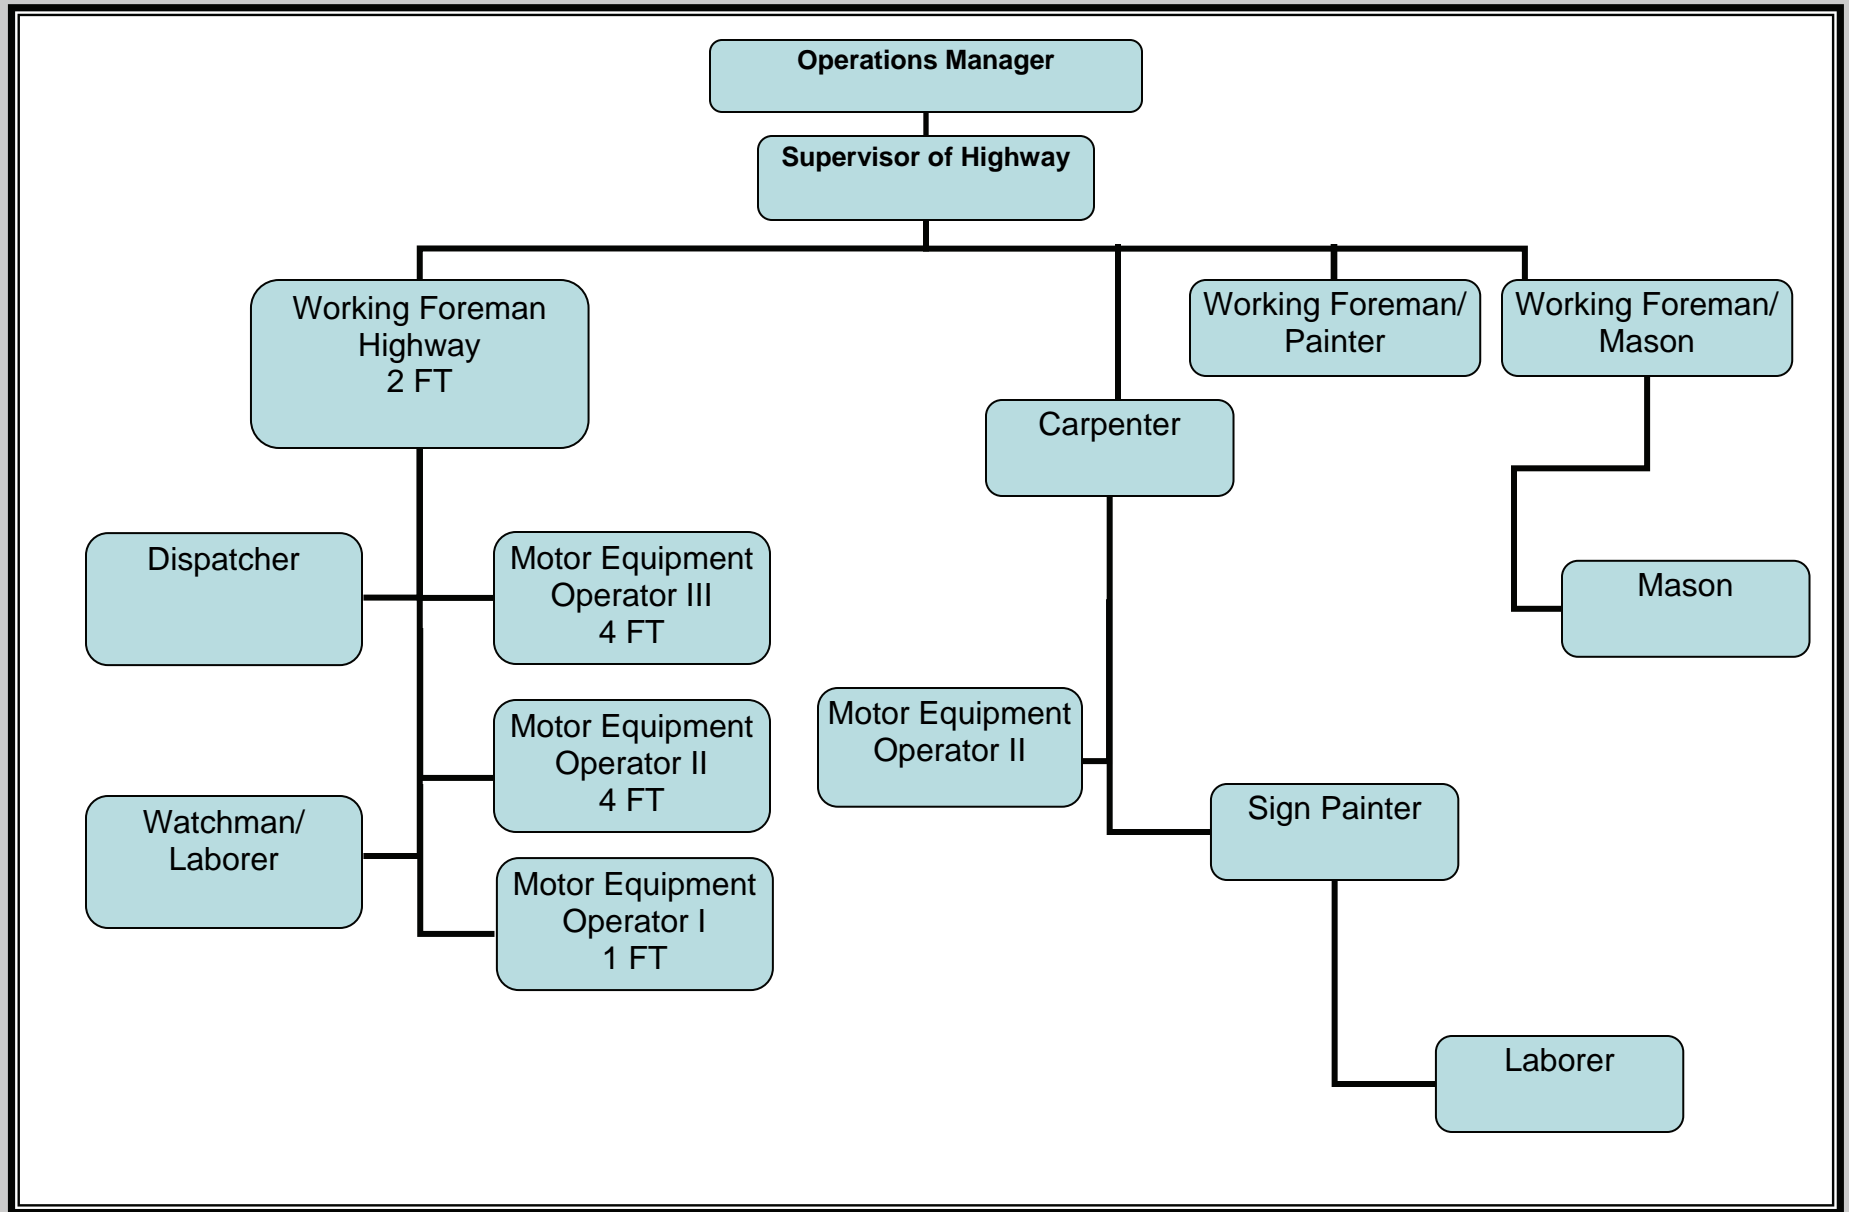 Operations Manager
Supervisor of Highway
Working Foreman
Highway
2 FT
Working Foreman/
Painter
Working Foreman/
Mason
Carpenter
Dispatcher
Motor Equipment
Operator III
4 FT
Mason
Motor Equipment
Operator II
4 FT
Motor Equipment
Operator II
Sign Painter
Watchman/
Laborer
Motor Equipment
Operator I
1 FT
Laborer